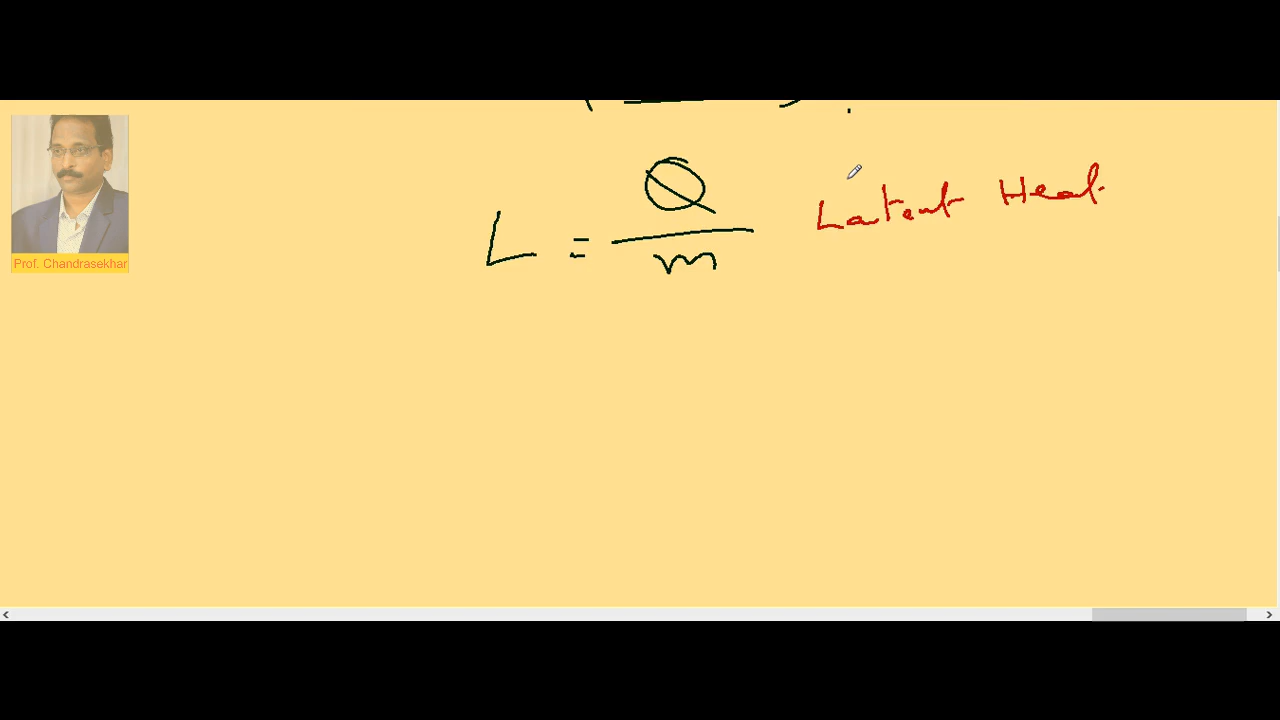 L = Q / m Latent Heat
Prof. Chandrasekhar